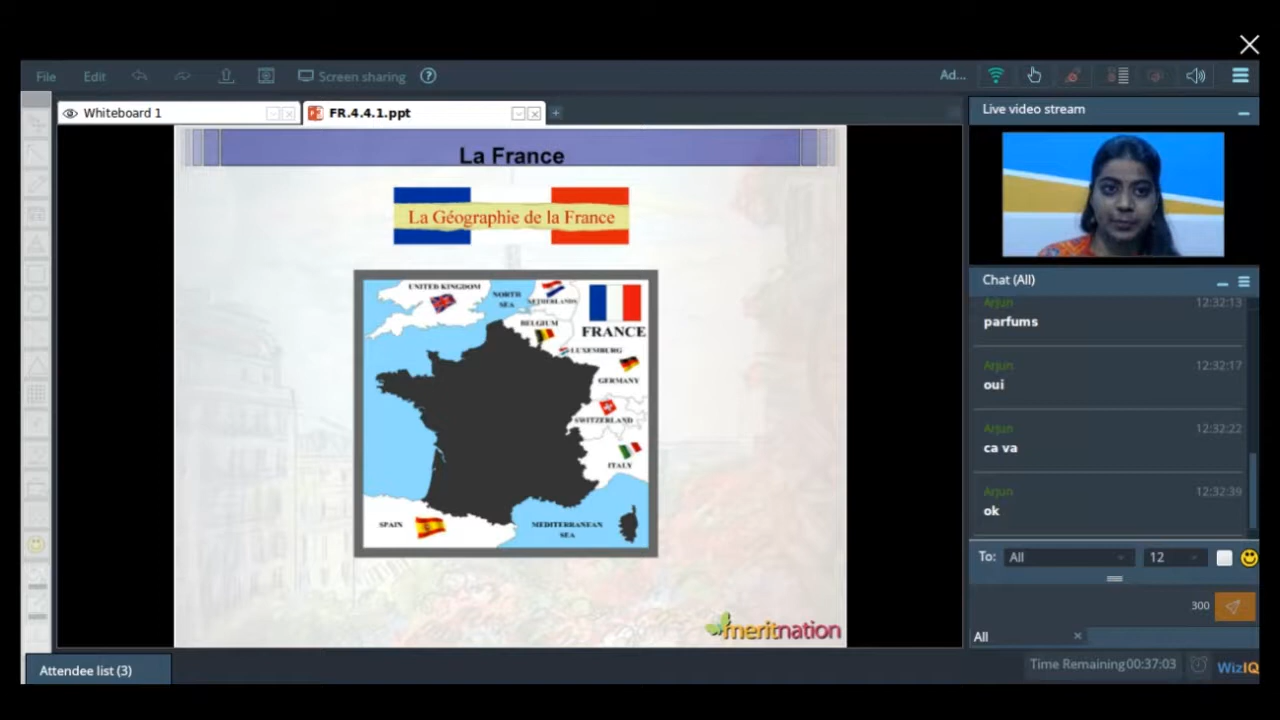 File Edit Screen sharing ? Ad...
Whiteboard 1
FR.4.4.1.ppt
La France
La Géographie de la France
UNITED KINGDOM
NORTH
SEA
NETHERLANDS
BELGIUM
FRANCE
LUXEMBURG
GERMANY
SWITZERLAND
ITALY
SPAIN
MEDITERRANEAN
SEA
meritnation
Live video stream
Chat (All)
Arjun 12:32:13
parfums
Arjun 12:32:17
oui
Arjun 12:32:22
ca va
Arjun 12:32:39
ok
To: All 12
300
All
Attendee list (3)
Time Remaining00:37:03
WizIQ